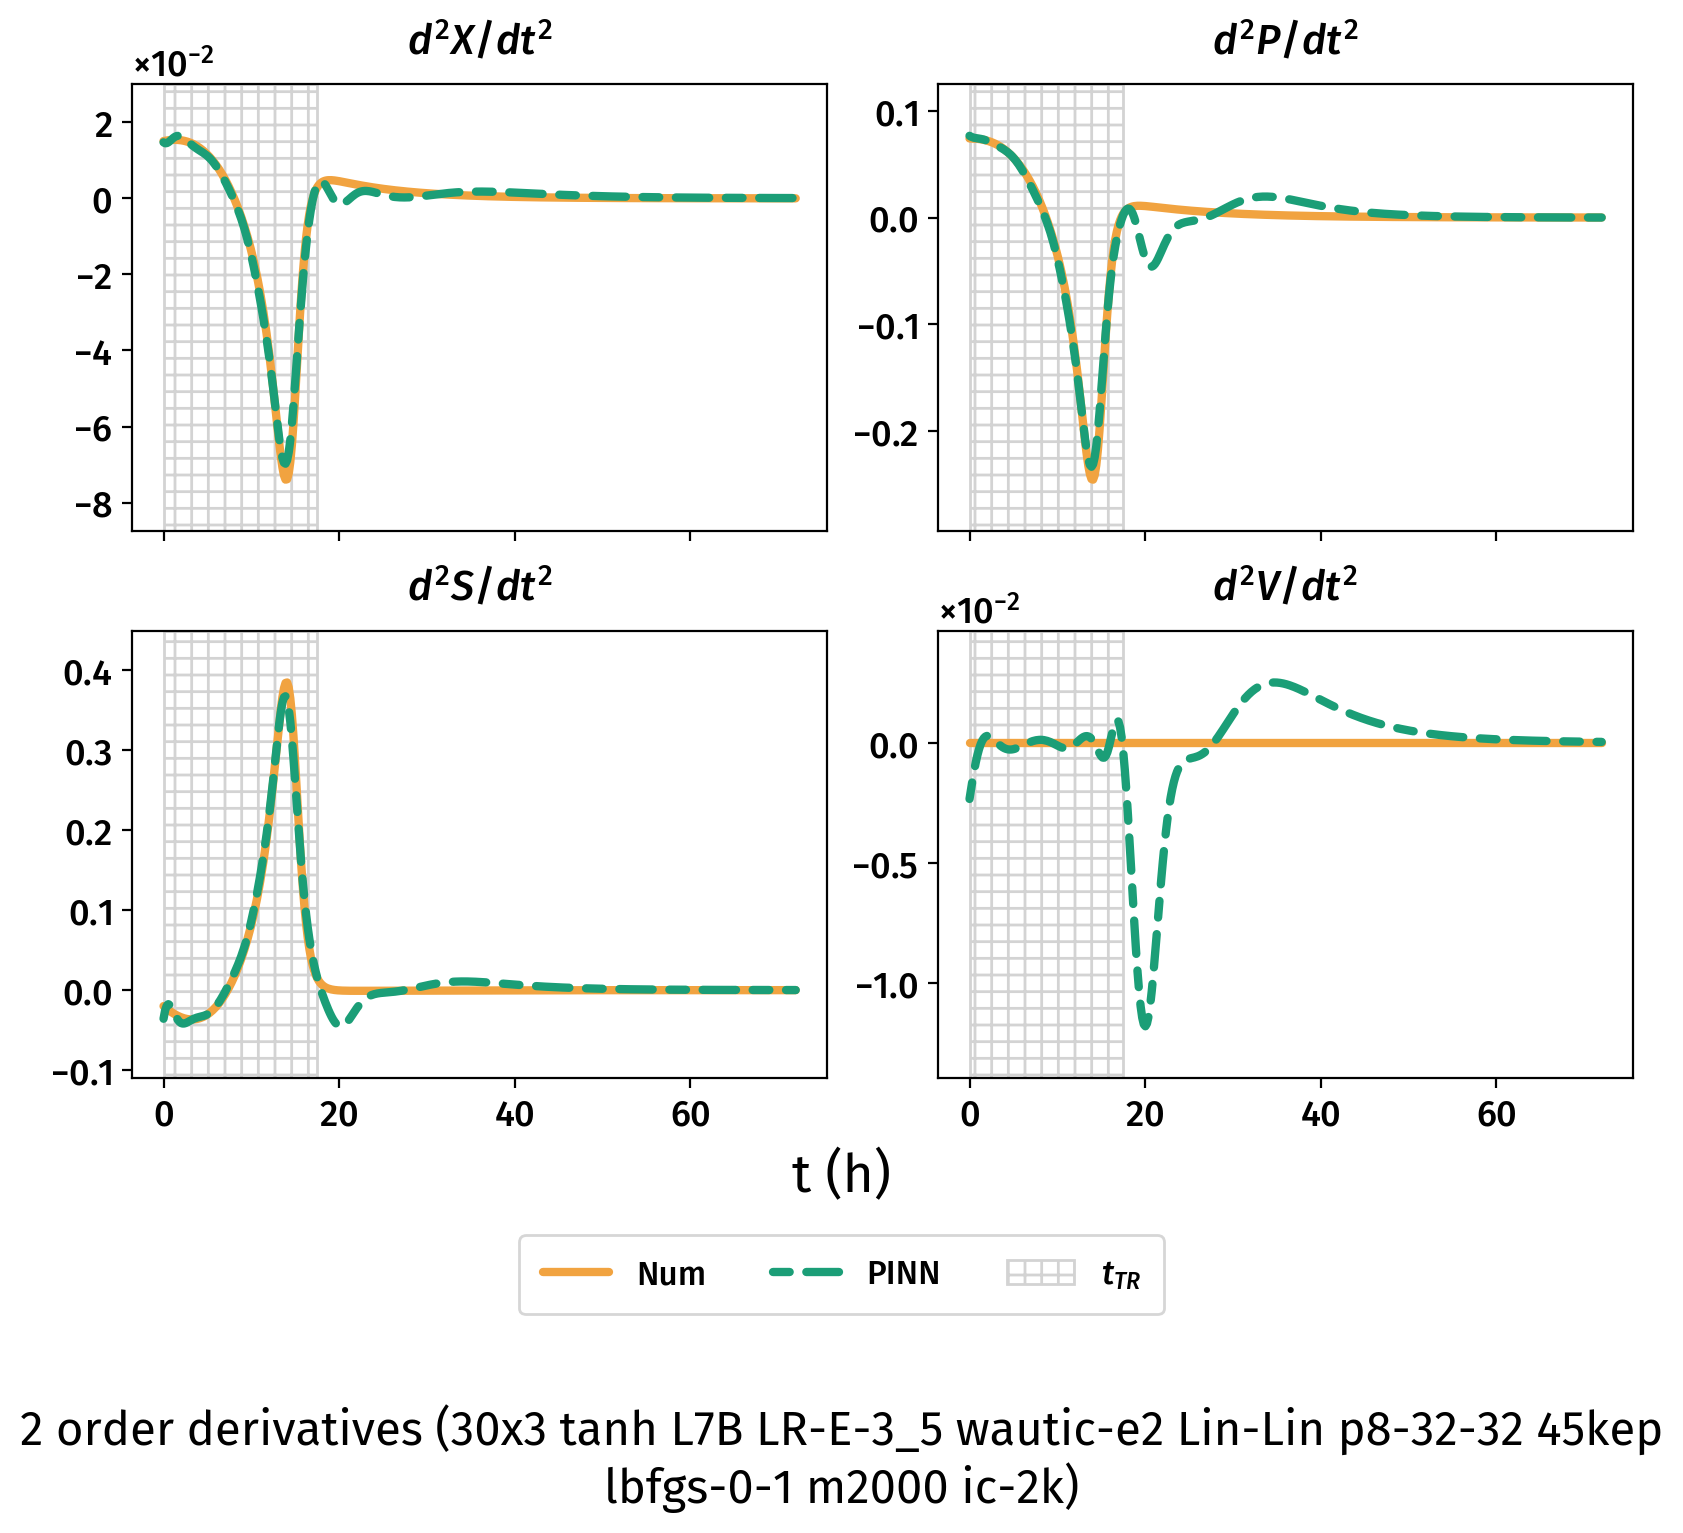 d²X/dt²
d²P/dt²
×10⁻²
2
0
−2
−4
−6
−8
0.1
0.0
−0.1
−0.2
d²S/dt²
d²V/dt²
×10⁻²
0.4
0.3
0.2
0.1
0.0
−0.1
0.0
−0.5
−1.0
0 20 40 60
0 20 40 60
t (h)
Num PINN t_TR
2 order derivatives (30x3 tanh L7B LR-E-3_5 wautic-e2 Lin-Lin p8-32-32 45kep
lbfgs-0-1 m2000 ic-2k)